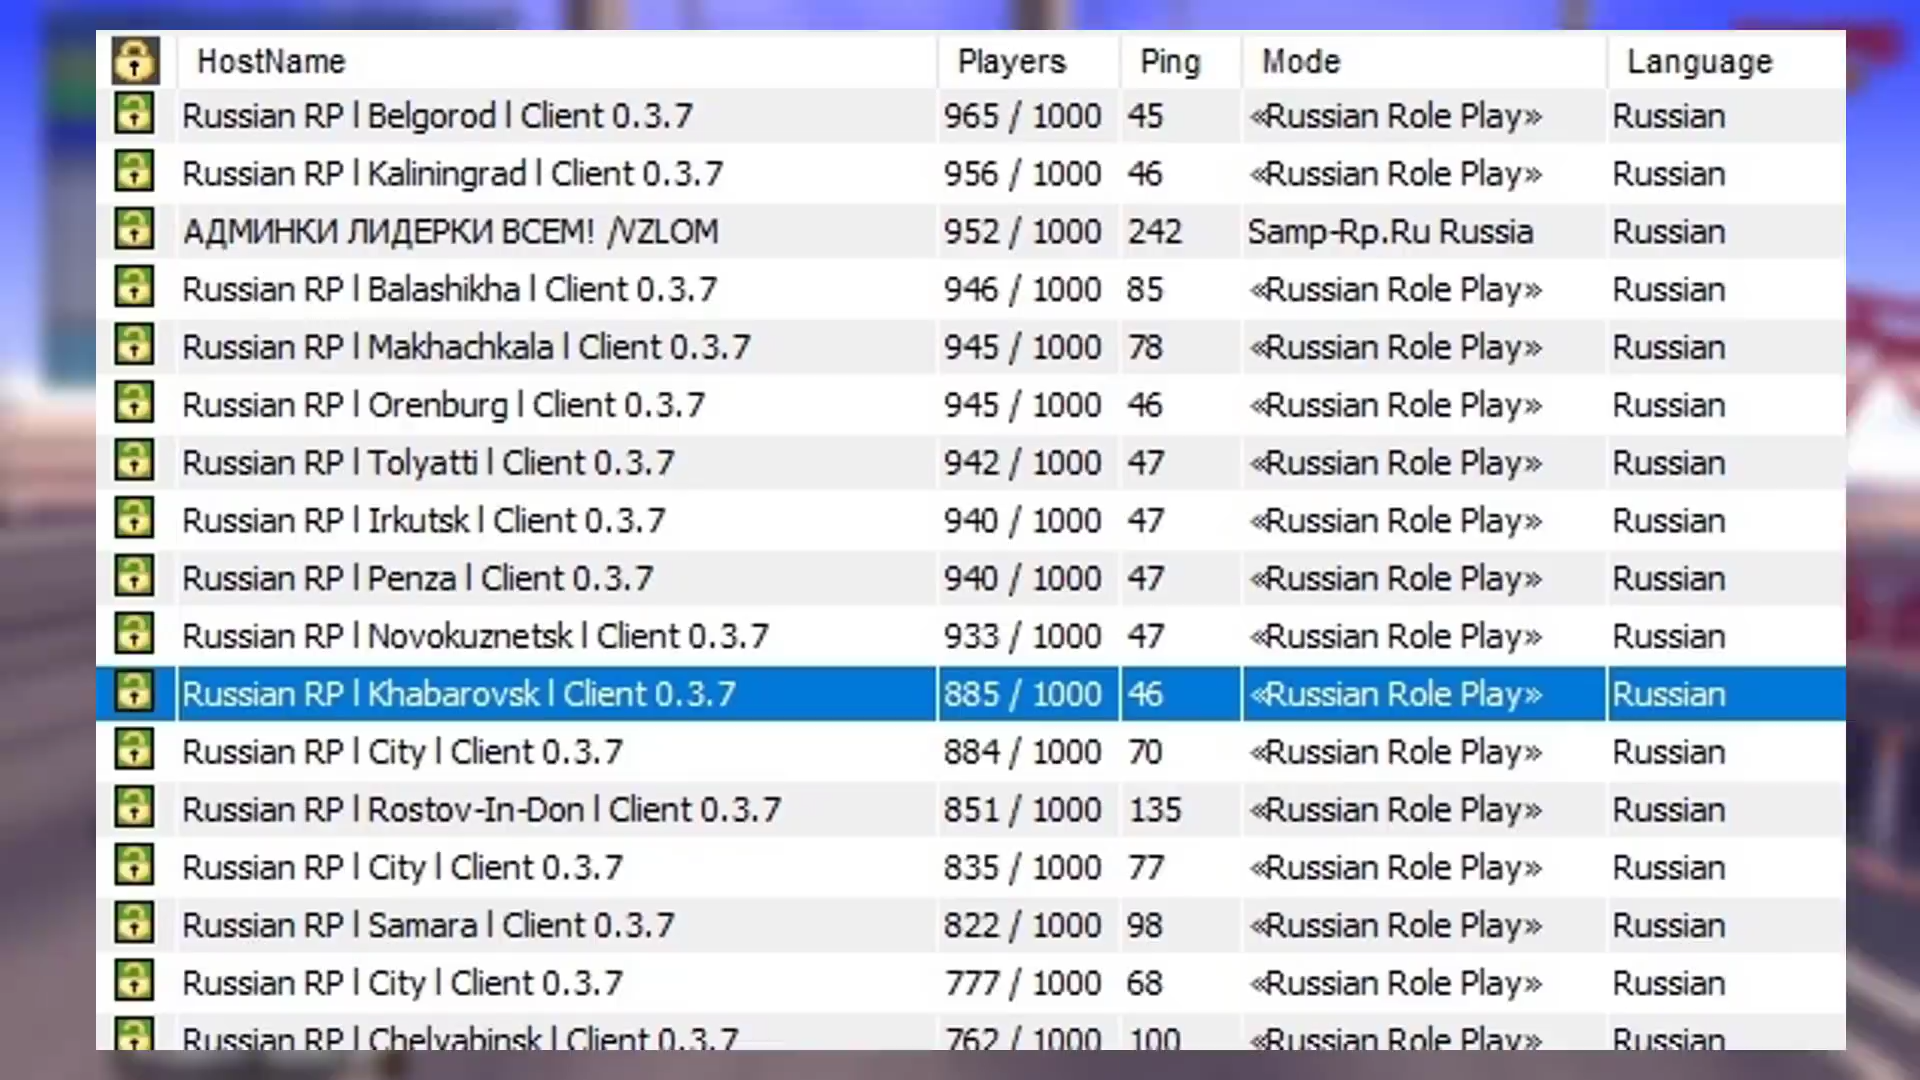 HostName Players Ping Mode Language
Russian RP | Belgorod | Client 0.3.7 965 / 1000 45 «Russian Role Play» Russian
Russian RP | Kaliningrad | Client 0.3.7 956 / 1000 46 «Russian Role Play» Russian
АДМИНКИ ЛИДЕРКИ ВСЕМ! /VZLOM 952 / 1000 242 Samp-Rp.Ru Russia Russian
Russian RP | Balashikha | Client 0.3.7 946 / 1000 85 «Russian Role Play» Russian
Russian RP | Makhachkala | Client 0.3.7 945 / 1000 78 «Russian Role Play» Russian
Russian RP | Orenburg | Client 0.3.7 945 / 1000 46 «Russian Role Play» Russian
Russian RP | Tolyatti | Client 0.3.7 942 / 1000 47 «Russian Role Play» Russian
Russian RP | Irkutsk | Client 0.3.7 940 / 1000 47 «Russian Role Play» Russian
Russian RP | Penza | Client 0.3.7 940 / 1000 47 «Russian Role Play» Russian
Russian RP | Novokuznetsk | Client 0.3.7 933 / 1000 47 «Russian Role Play» Russian
Russian RP | Khabarovsk | Client 0.3.7 885 / 1000 46 «Russian Role Play» Russian
Russian RP | City | Client 0.3.7 884 / 1000 70 «Russian Role Play» Russian
Russian RP | Rostov-In-Don | Client 0.3.7 851 / 1000 135 «Russian Role Play» Russian
Russian RP | City | Client 0.3.7 835 / 1000 77 «Russian Role Play» Russian
Russian RP | Samara | Client 0.3.7 822 / 1000 98 «Russian Role Play» Russian
Russian RP | City | Client 0.3.7 777 / 1000 68 «Russian Role Play» Russian
Russian RP | Chelyabinsk | Client 0.3.7 762 / 1000 100 «Russian Role Play» Russian